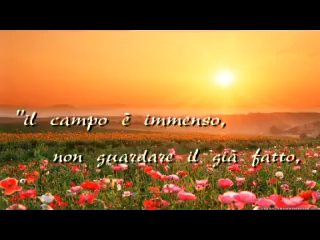 "il campo è immenso,
non guardare il già fatto,